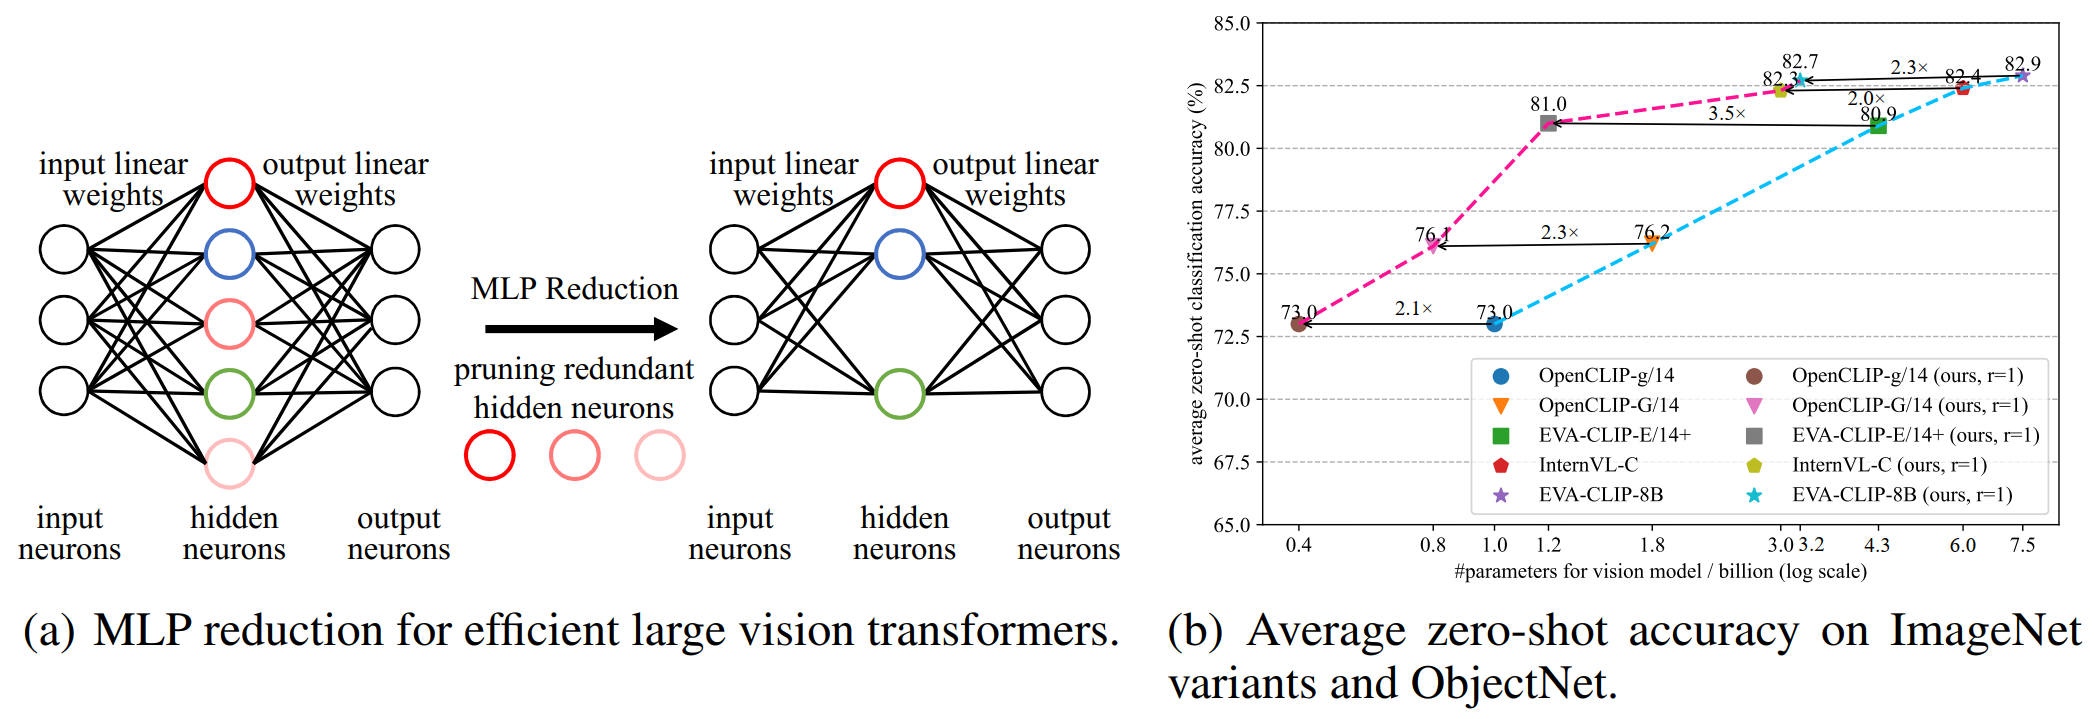 input linear
weights
output linear
weights
MLP Reduction
pruning redundant
hidden neurons
input
neurons
hidden
neurons
output
neurons
input linear
weights
output linear
weights
input
neurons
hidden
neurons
output
neurons
(a) MLP reduction for efficient large vision transformers.
average zero-shot classification accuracy (%)
85.0
82.5
80.0
77.5
75.0
72.5
70.0
67.5
65.0
82.7
82.3
2.3×
82.4
82.9
2.0×
81.0
3.5×
80.9
76.1
2.3×
76.2
73.0
2.1×
73.0
OpenCLIP-g/14
OpenCLIP-G/14
EVA-CLIP-E/14+
InternVL-C
EVA-CLIP-8B
OpenCLIP-g/14 (ours, r=1)
OpenCLIP-G/14 (ours, r=1)
EVA-CLIP-E/14+ (ours, r=1)
InternVL-C (ours, r=1)
EVA-CLIP-8B (ours, r=1)
0.4 0.8 1.0 1.2 1.8 3.0 3.2 4.3 6.0 7.5
#parameters for vision model / billion (log scale)
(b) Average zero-shot accuracy on ImageNet
variants and ObjectNet.